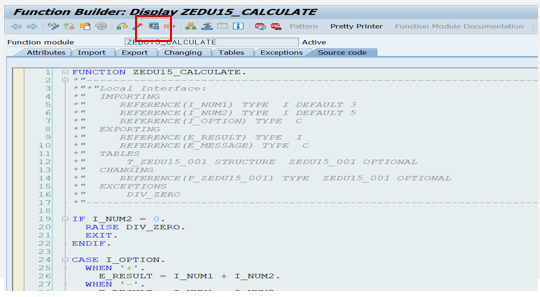 Function Builder: Display ZEDU15_CALCULATE
Pattern Pretty Printer Function Module Documentation
Function module ZEDU15_CALCULATE Active
Attributes Import Export Changing Tables Exceptions Source code
1 FUNCTION ZEDU15_CALCULATE.
2 *"----------------------------------------------------------------------
3 *"*"Local Interface:
4 *" IMPORTING
5 *" REFERENCE(I_NUM1) TYPE I DEFAULT 3
6 *" REFERENCE(I_NUM2) TYPE I DEFAULT 5
7 *" REFERENCE(I_OPTION) TYPE C
8 *" EXPORTING
9 *" REFERENCE(E_RESULT) TYPE I
10 *" REFERENCE(E_MESSAGE) TYPE C
11 *" TABLES
12 *" T_ZEDU15_001 STRUCTURE ZEDU15_001 OPTIONAL
13 *" CHANGING
14 *" REFERENCE(P_ZEDU15_001) TYPE ZEDU15_001 OPTIONAL
15 *" EXCEPTIONS
16 *" DIV_ZERO
17 *"----------------------------------------------------------------------
18
19 IF I_NUM2 = 0.
20 RAISE DIV_ZERO.
21 EXIT.
22 ENDIF.
23
24 CASE I_OPTION.
25 WHEN '+'.
26 E_RESULT = I_NUM1 + I_NUM2.
27 WHEN '-'.